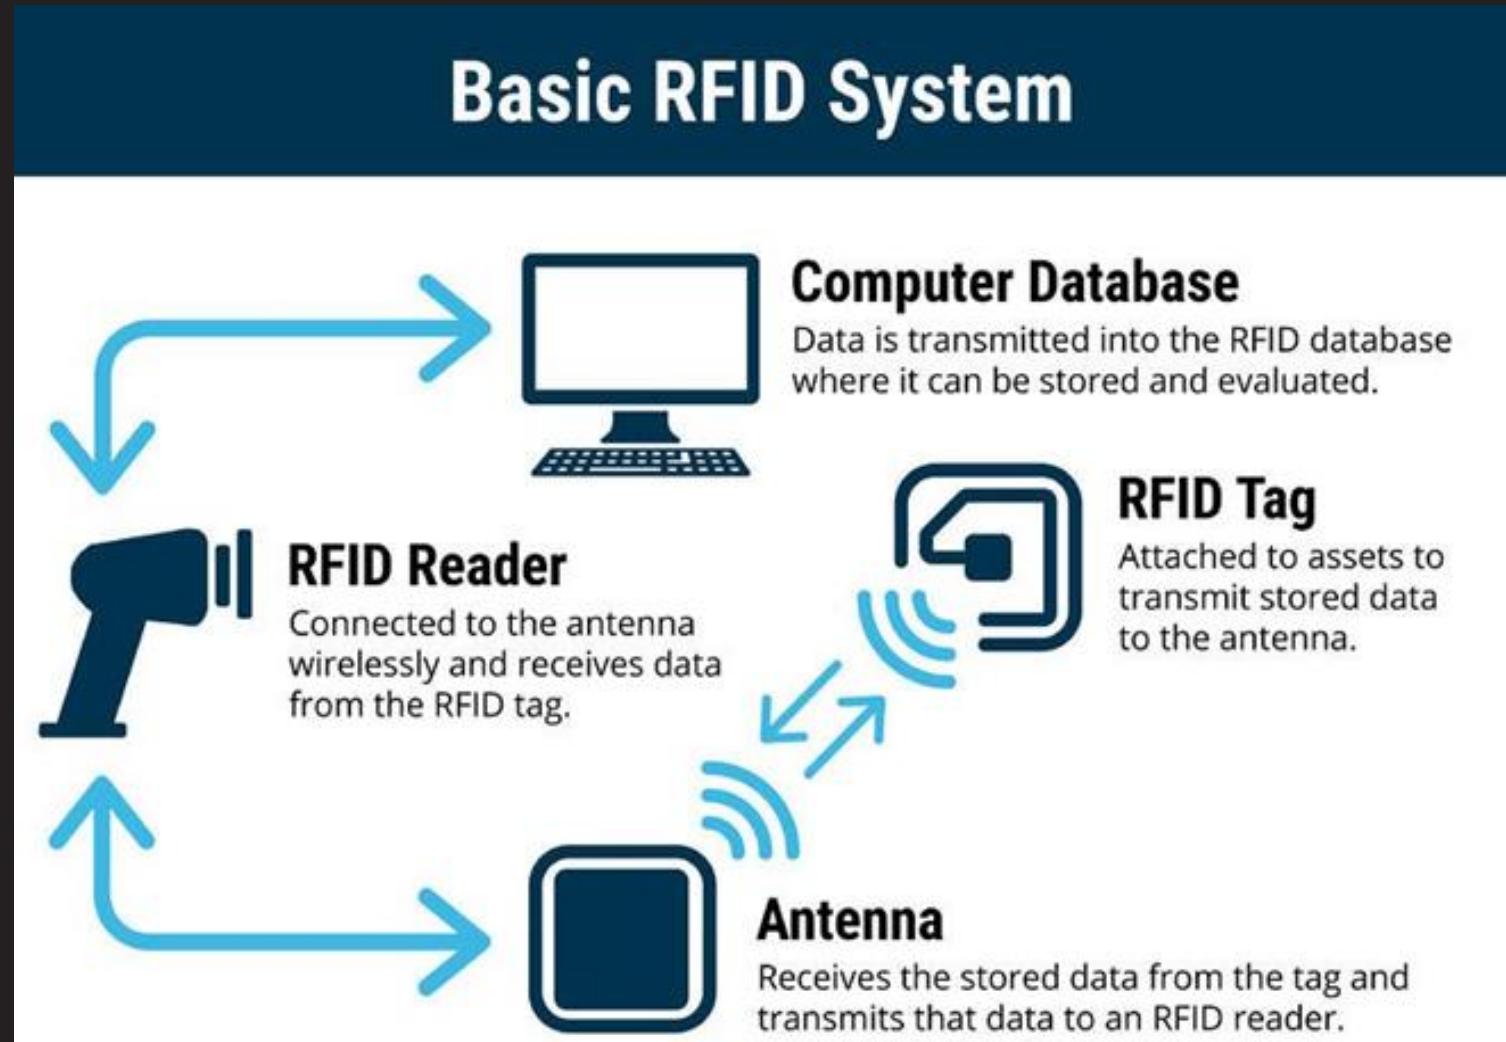 Basic RFID System
Computer Database
Data is transmitted into the RFID database
where it can be stored and evaluated.
RFID Tag
Attached to assets to
transmit stored data
to the antenna.
RFID Reader
Connected to the antenna
wirelessly and receives data
from the RFID tag.
Antenna
Receives the stored data from the tag and
transmits that data to an RFID reader.